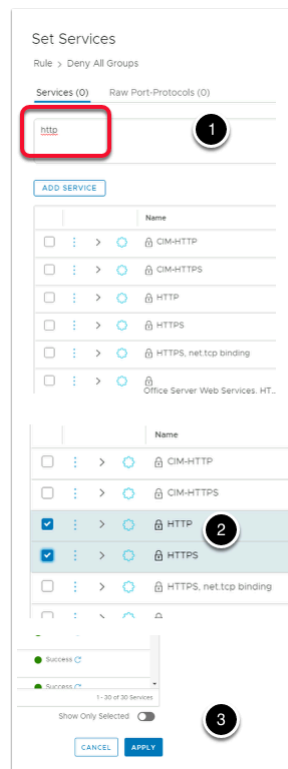 Set Services
Rule > Deny All Groups
Services (0) Raw Port-Protocols (0)
http
1
ADD SERVICE
Name
CIM-HTTP
CIM-HTTPS
HTTP
HTTPS
HTTPS, net.tcp binding
Office Server Web Services, HT...
Name
CIM-HTTP
CIM-HTTPS
HTTP
2
HTTPS
HTTPS, net.tcp binding
Success
Success
1 - 30 of 30 Services
Show Only Selected
3
CANCEL APPLY